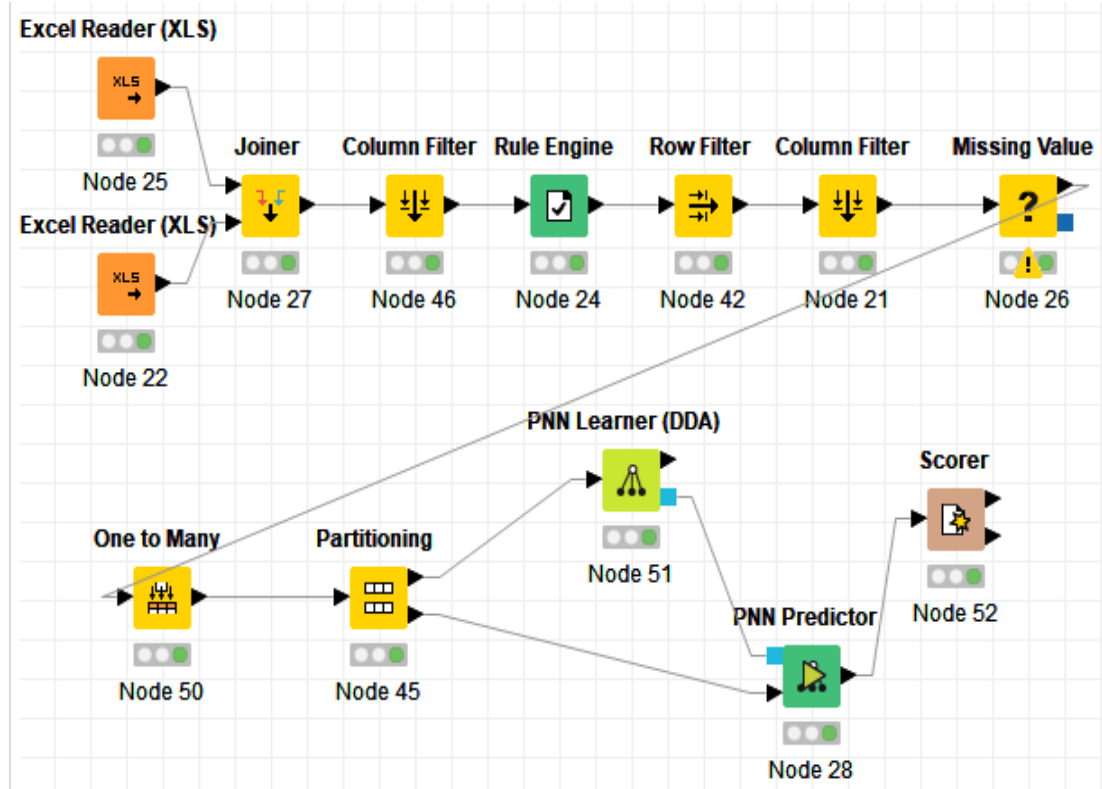 Excel Reader (XLS)
XLS
Node 25
Excel Reader (XLS)
XLS
Node 22
Joiner
Node 27
Column Filter
Node 46
Rule Engine
Node 24
Row Filter
Node 42
Column Filter
Node 21
Missing Value
?
!
Node 26
One to Many
Node 50
Partitioning
Node 45
PNN Learner (DDA)
Node 51
PNN Predictor
Node 28
Scorer
Node 52